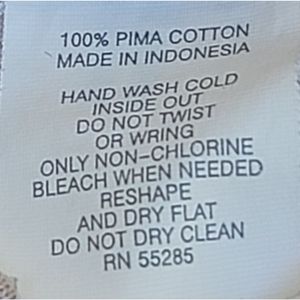 100% PIMA COTTON
MADE IN INDONESIA
HAND WASH COLD
INSIDE OUT
DO NOT TWIST
OR WRING
ONLY NON-CHLORINE
BLEACH WHEN NEEDED
RESHAPE
AND DRY FLAT
DO NOT DRY CLEAN
RN 55285